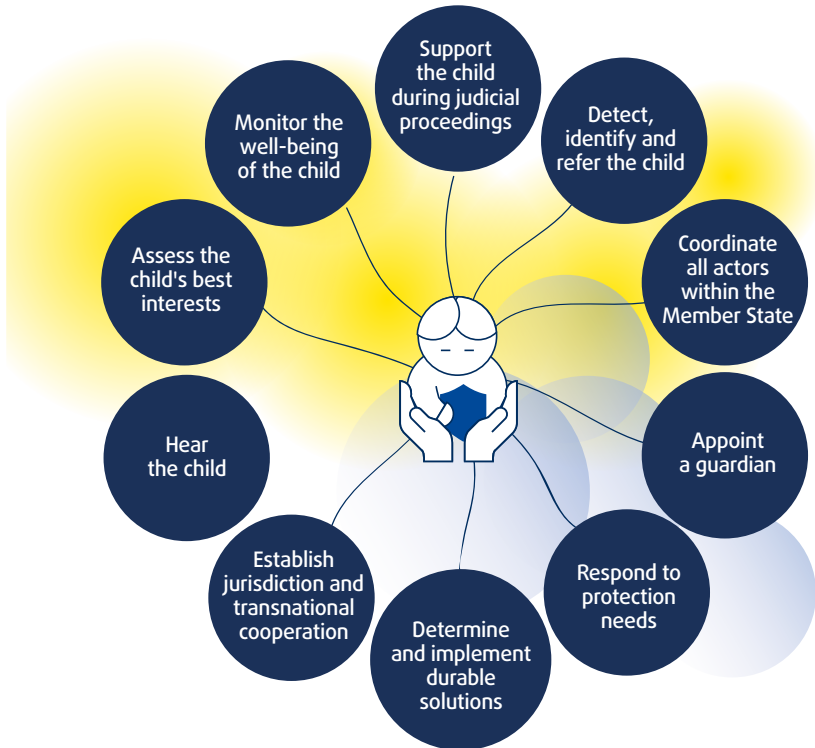 Support
the child
during judicial
proceedings
Detect,
identify and
refer the child
Coordinate
all actors
within the
Member State
Appoint
a guardian
Respond to
protection
needs
Determine
and implement
durable
solutions
Establish
jurisdiction and
transnational
cooperation
Hear
the child
Assess the
child's best
interests
Monitor the
well-being
of the child